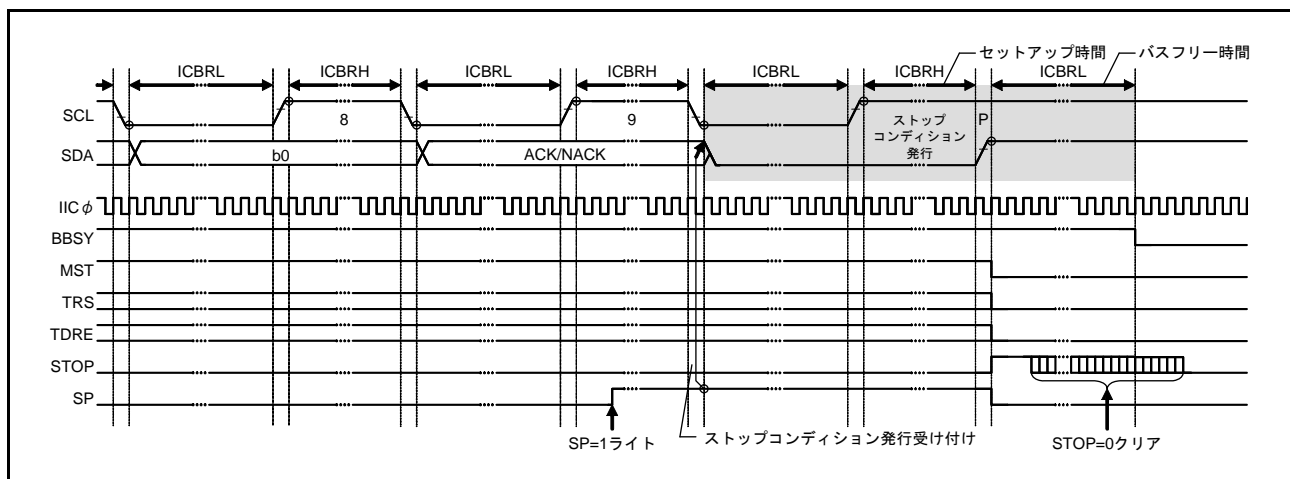 セットアップ時間 バスフリー時間
ICBRL ICBRH ICBRL ICBRH ICBRL ICBRH ICBRL
SCL 8 9 ストップ P
コンディション
発行
SDA b0 ACK/NACK
IICφ
BBSY
MST
TRS
TDRE
STOP
SP
SP=1ライト ストップコンディション発行受け付け STOP=0クリア